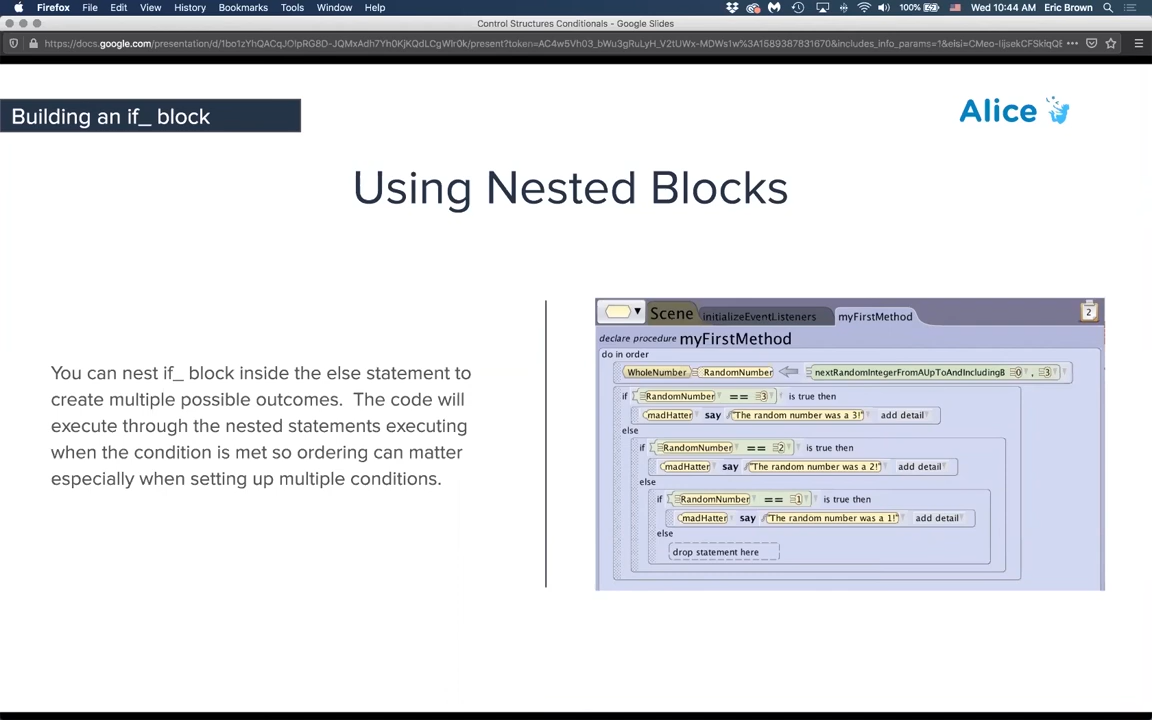 Firefox File Edit View History Bookmarks Tools Window Help 100% Wed 10:44 AM Eric Brown
Control Structures Conditionals - Google Slides
Building an if_ block
Alice
Using Nested Blocks
You can nest if_ block inside the else statement to
create multiple possible outcomes. The code will
execute through the nested statements executing
when the condition is met so ordering can matter
especially when setting up multiple conditions.
Scene initializeEventListeners myFirstMethod 2
declare procedure myFirstMethod
do in order
WholeNumber RandomNumber nextRandomIntegerFromAUpToAndIncludingB 0 , 3
if RandomNumber == 3 is true then
madHatter say "The random number was a 3!" add detail
else
if RandomNumber == 2 is true then
madHatter say "The random number was a 2!" add detail
else
if RandomNumber == 1 is true then
madHatter say "The random number was a 1!" add detail
else
drop statement here